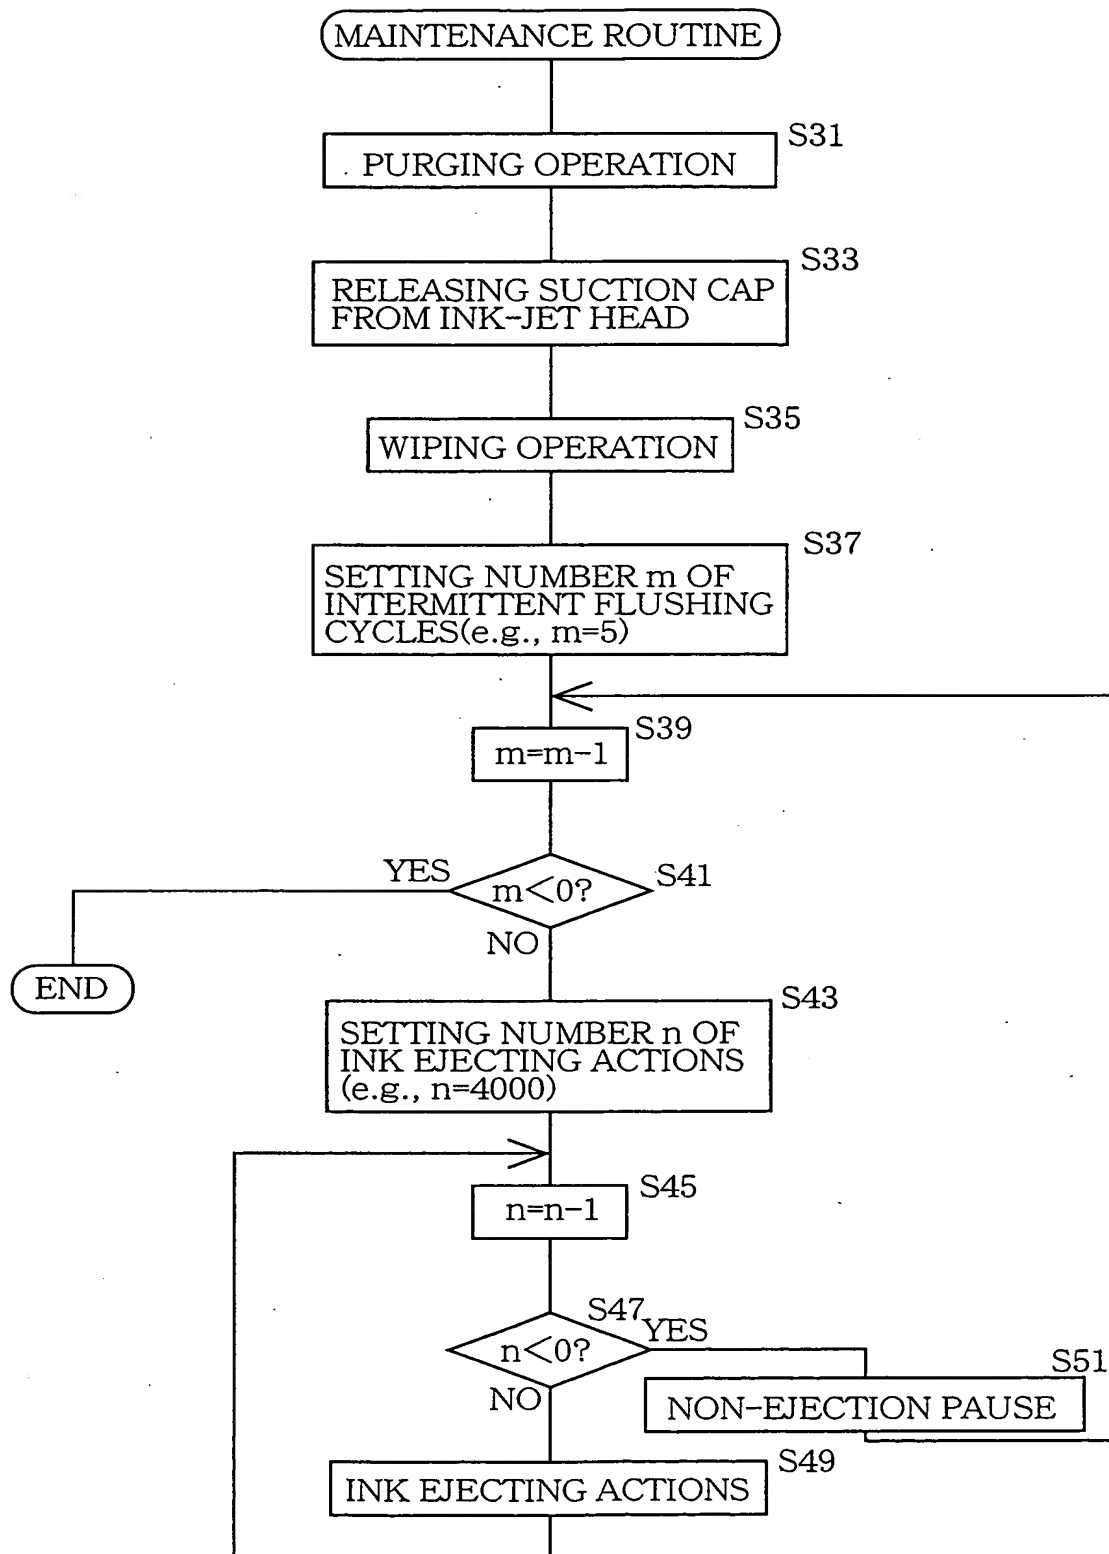 MAINTENANCE ROUTINE
S31
PURGING OPERATION
S33
RELEASING SUCTION CAP
FROM INK-JET HEAD
S35
WIPING OPERATION
S37
SETTING NUMBER m OF
INTERMITTENT FLUSHING
CYCLES(e.g., m=5)
S39
m=m-1
YES
S41
m<0?
NO
END
S43
SETTING NUMBER n OF
INK EJECTING ACTIONS
(e.g., n=4000)
S45
n=n-1
S47
YES
n<0?
S51
NO
NON-EJECTION PAUSE
S49
INK EJECTING ACTIONS